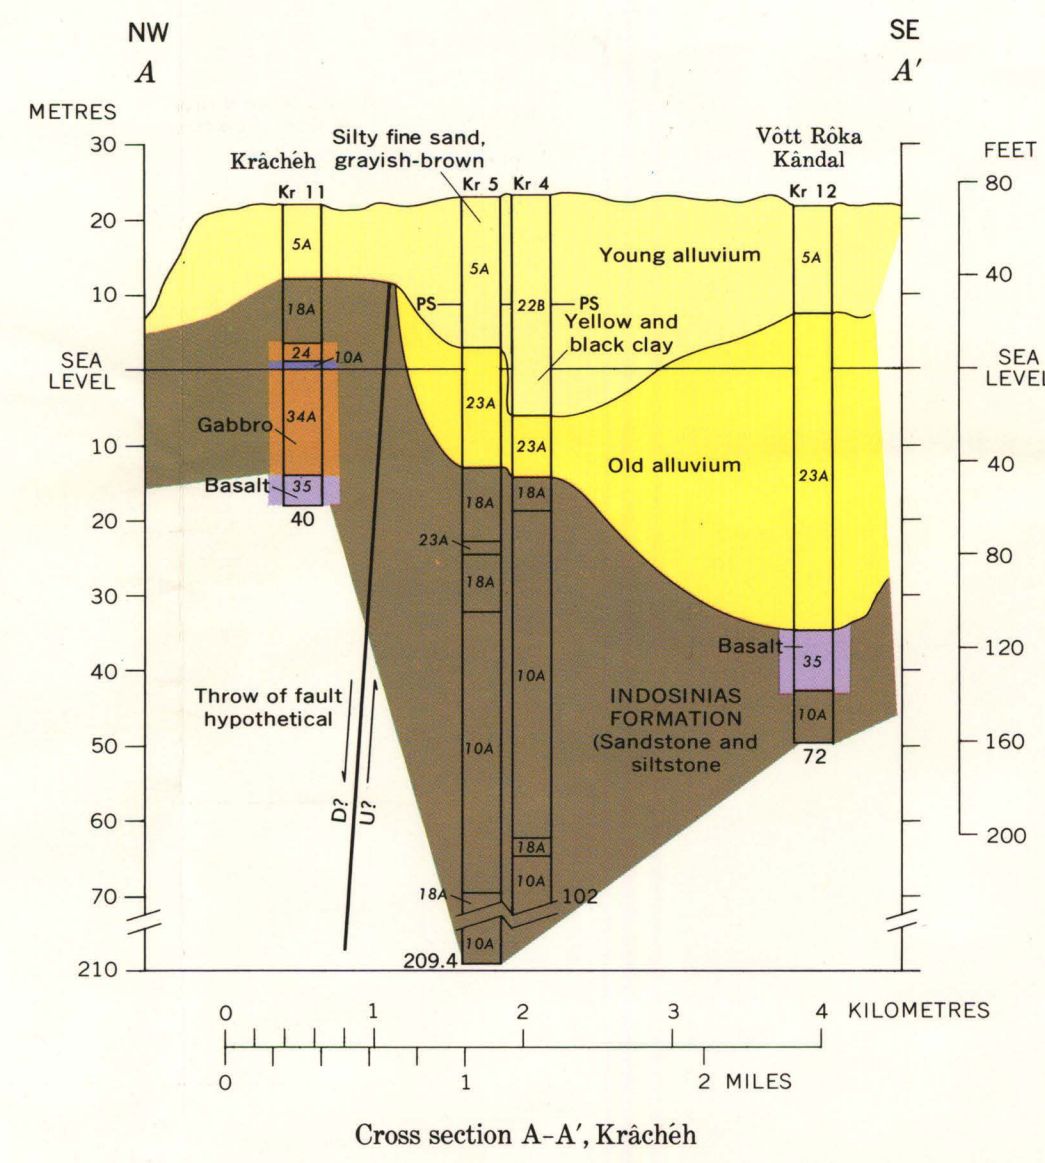 NW
SE
A
A′
METRES
FEET
Silty fine sand,
grayish-brown
Krâchéh
Vôtt Rôka
Kândal
Kr 11
Kr 5
Kr 4
Kr 12
30
20
10
SEA
LEVEL
10
20
30
40
50
60
70
210
80
40
SEA
LEVEL
40
80
120
160
200
5A
18A
24
10A
34A
Gabbro
Basalt
35
40
5A
PS
23A
18A
23A
18A
10A
18A
10A
209.4
22B
PS
Yellow and
black clay
23A
18A
10A
18A
10A
102
Young alluvium
Old alluvium
5A
23A
Basalt
35
10A
72
INDOSINIAS
FORMATION
(Sandstone and
siltstone
Throw of fault
hypothetical
D?
U?
0 1 2 3 4 KILOMETRES
0 1 2 MILES
Cross section A–A′, Krâchéh